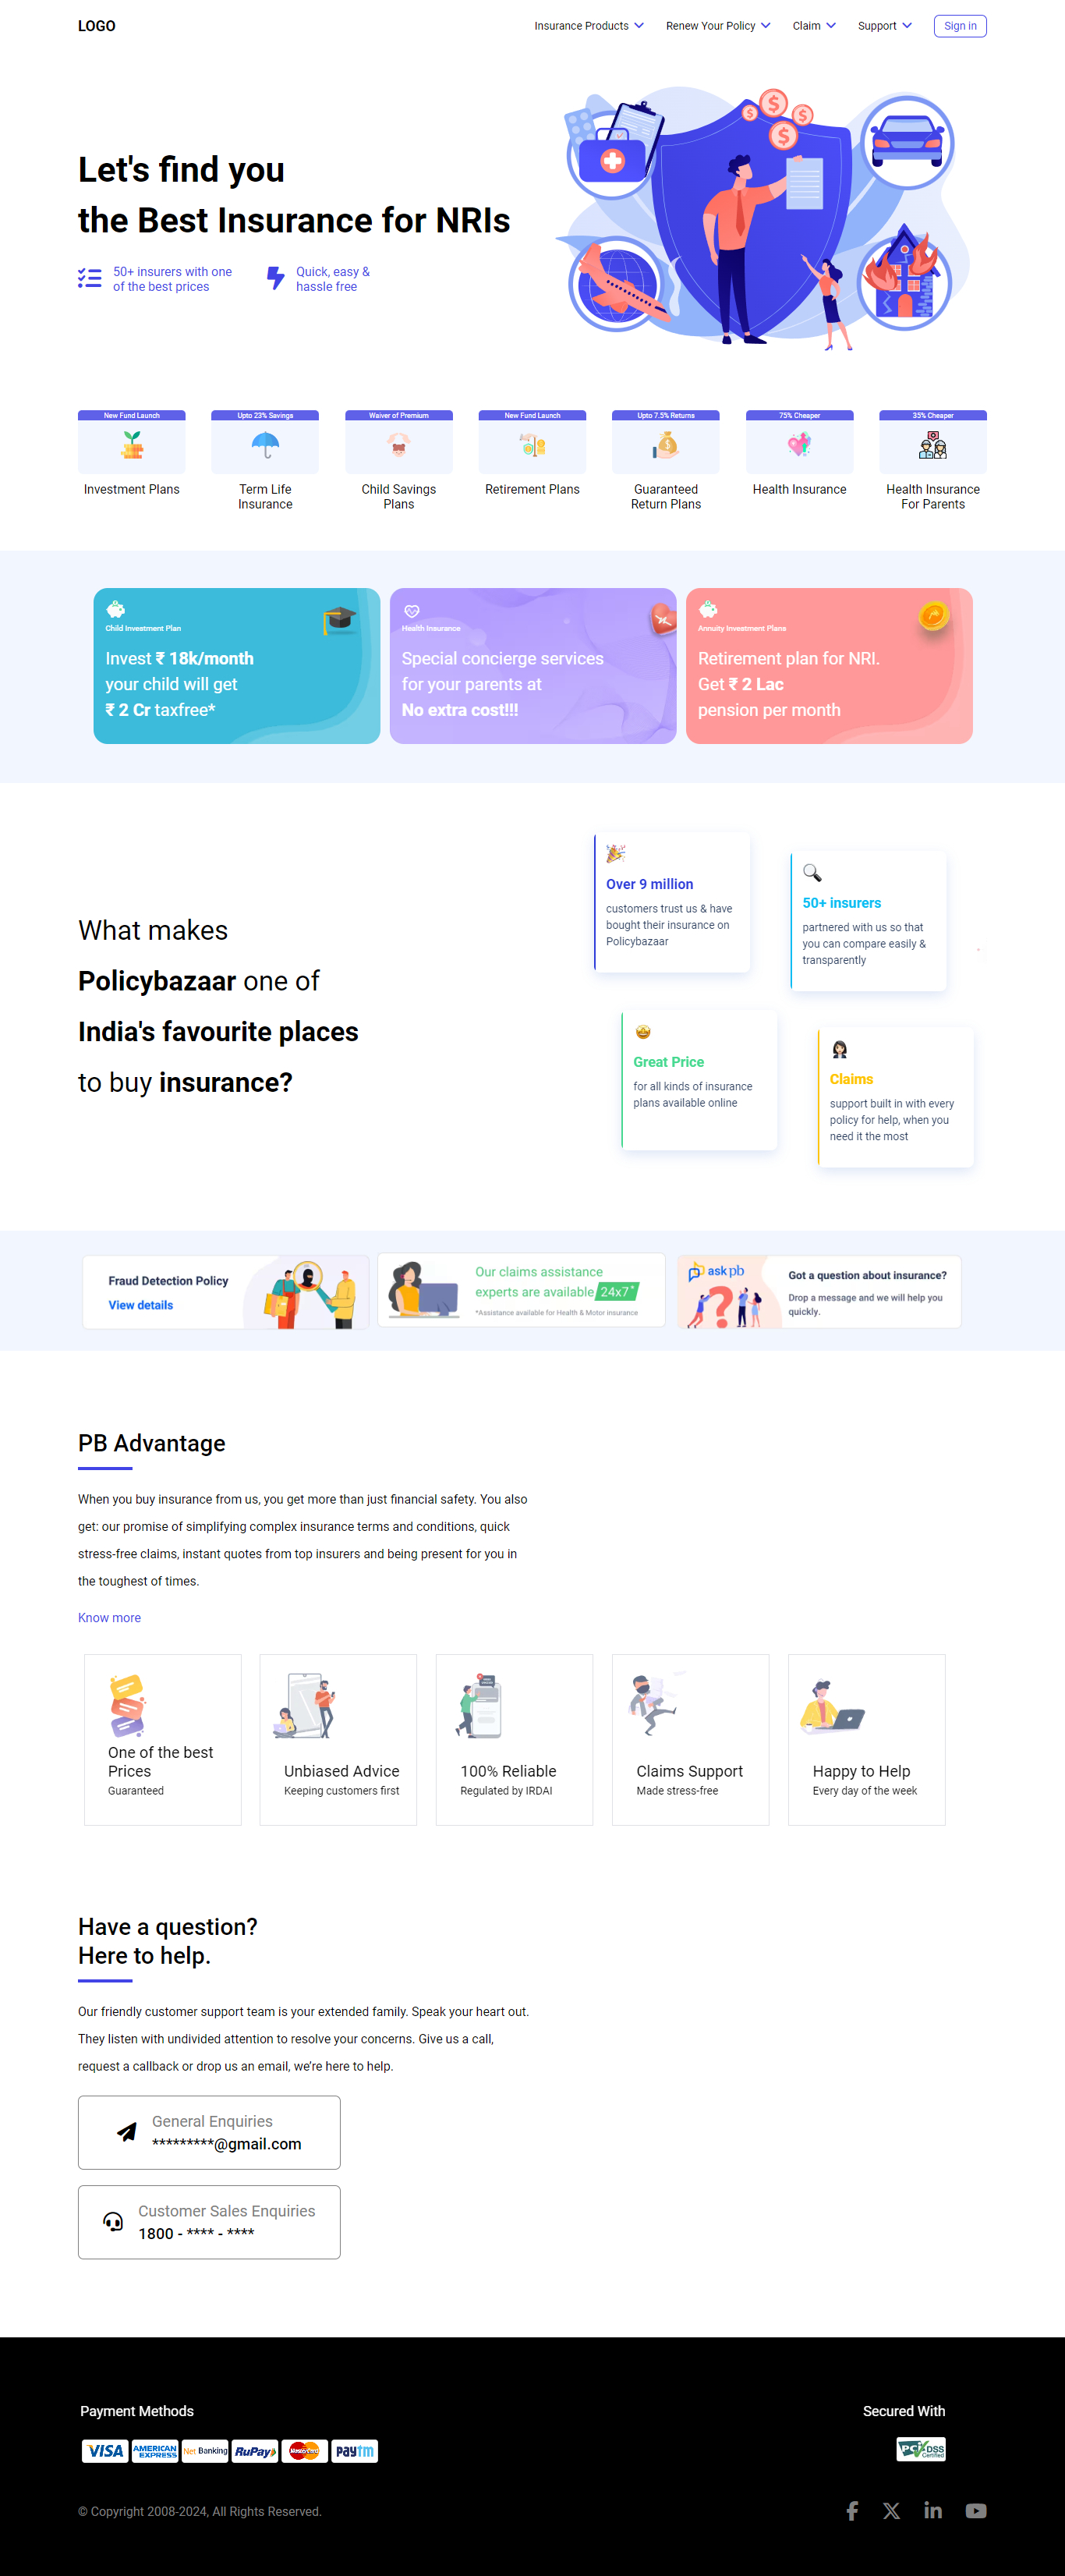 LOGO
Insurance Products
Renew Your Policy
Claim
Support
Sign in
Let's find you
the Best Insurance for NRIs
50+ insurers with one
of the best prices
Quick, easy &
hassle free
New Fund Launch
Investment Plans
Upto 23% Savings
Term Life
Insurance
Waiver of Premium
Child Savings
Plans
New Fund Launch
Retirement Plans
Upto 7.5% Returns
Guaranteed
Return Plans
75% Cheaper
Health Insurance
35% Cheaper
Health Insurance
For Parents
Child Investment Plan
Invest ₹ 18k/month
your child will get
₹ 2 Cr taxfree*
Health Insurance
Special concierge services
for your parents at
No extra cost!!!
Annuity Investment Plans
Retirement plan for NRI.
Get ₹ 2 Lac
pension per month
What makes
Policybazaar one of
India's favourite places
to buy insurance?
Over 9 million
customers trust us & have
bought their insurance on
Policybazaar
50+ insurers
partnered with us so that
you can compare easily &
transparently
Great Price
for all kinds of insurance
plans available online
Claims
support built in with every
policy for help, when you
need it the most
Fraud Detection Policy
View details
Our claims assistance
experts are available 24x7*
*Assistance available for Health & Motor insurance
ask pb
Got a question about insurance?
Drop a message and we will help you
quickly.
PB Advantage
When you buy insurance from us, you get more than just financial safety. You also
get: our promise of simplifying complex insurance terms and conditions, quick
stress-free claims, instant quotes from top insurers and being present for you in
the toughest of times.
Know more
One of the best
Prices
Guaranteed
Unbiased Advice
Keeping customers first
100% Reliable
Regulated by IRDAI
Claims Support
Made stress-free
Happy to Help
Every day of the week
Have a question?
Here to help.
Our friendly customer support team is your extended family. Speak your heart out.
They listen with undivided attention to resolve your concerns. Give us a call,
request a callback or drop us an email, we're here to help.
General Enquiries
*********@gmail.com
Customer Sales Enquiries
1800 - **** - ****
Payment Methods
Secured With
VISA
AMERICAN
EXPRESS
Net Banking
RuPay
MasterCard
paytm
PCI DSS
Certified
© Copyright 2008-2024, All Rights Reserved.